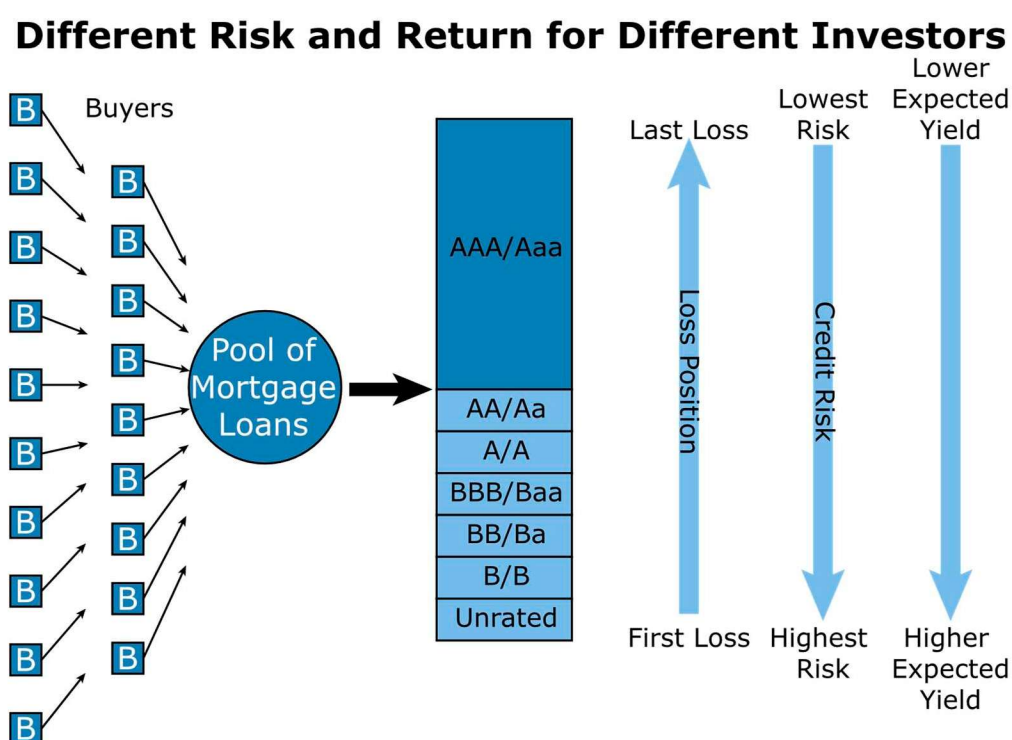 Different Risk and Return for Different Investors
B
B
B
B
B
B
B
B
B
B
Buyers
B
B
B
B
B
B
B
B
B
Pool of
Mortgage
Loans
AAA/Aaa
AA/Aa
A/A
BBB/Baa
BB/Ba
B/B
Unrated
Last Loss
Loss Position
First Loss
Lowest
Risk
Credit Risk
Highest
Risk
Lower
Expected
Yield
Higher
Expected
Yield